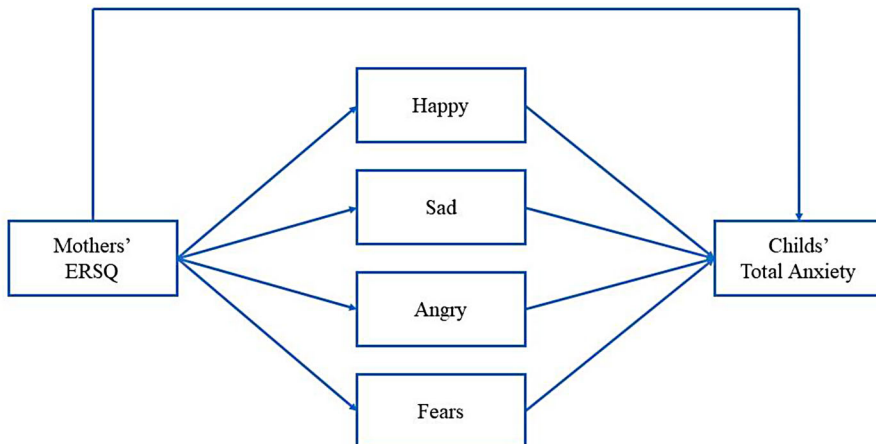 Happy
Sad
Mothers’
ERSQ
Childs’
Total Anxiety
Angry
Fears